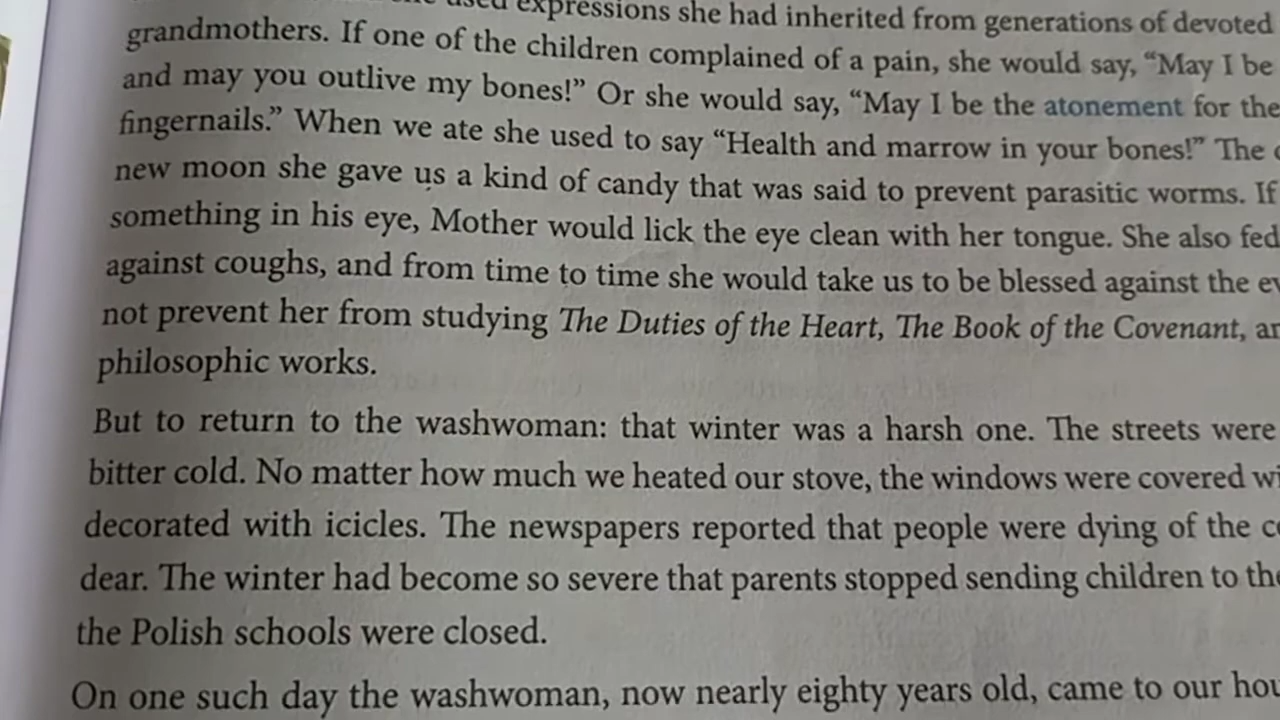 used expressions she had inherited from generations of devoted
grandmothers. If one of the children complained of a pain, she would say, “May I be
and may you outlive my bones!” Or she would say, “May I be the atonement for the
fingernails.” When we ate she used to say “Health and marrow in your bones!” The
new moon she gave us a kind of candy that was said to prevent parasitic worms. If
something in his eye, Mother would lick the eye clean with her tongue. She also fed
against coughs, and from time to time she would take us to be blessed against the
not prevent her from studying The Duties of the Heart, The Book of the Covenant,
philosophic works.
But to return to the washwoman: that winter was a harsh one. The streets were
bitter cold. No matter how much we heated our stove, the windows were covered
decorated with icicles. The newspapers reported that people were dying of the
dear. The winter had become so severe that parents stopped sending children to
the Polish schools were closed.
On one such day the washwoman, now nearly eighty years old, came to our